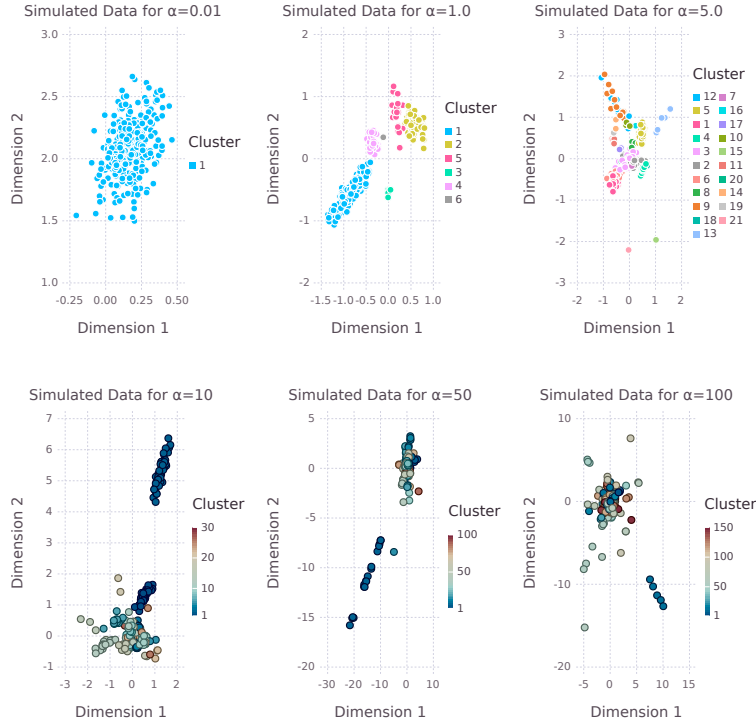 Simulated Data for α=0.01
Simulated Data for α=1.0
Simulated Data for α=5.0
Dimension 2
3.0
2.5
2.0
1.5
1.0
-0.25 0.00 0.25 0.50
Dimension 1
Cluster
1
Dimension 2
2
1
0
-1
-2
-1.5 -1.0 -0.5 0.0 0.5 1.0
Dimension 1
Cluster
1
2
5
3
4
6
Dimension 2
3
2
1
0
-1
-2
-3
-2 -1 0 1 2
Dimension 1
Cluster
12 7
5 16
1 17
4 10
3 15
2 11
6 20
8 14
9 19
18 21
13
Simulated Data for α=10
Simulated Data for α=50
Simulated Data for α=100
Dimension 2
7
6
5
4
3
2
1
0
-1
-3 -2 -1 0 1 2
Dimension 1
Cluster
30
20
10
1
Dimension 2
5
0
-5
-10
-15
-20
-30 -20 -10 0 10
Dimension 1
Cluster
100
50
1
Dimension 2
10
0
-10
-20
-5 0 5 10 15
Dimension 1
Cluster
150
100
50
1